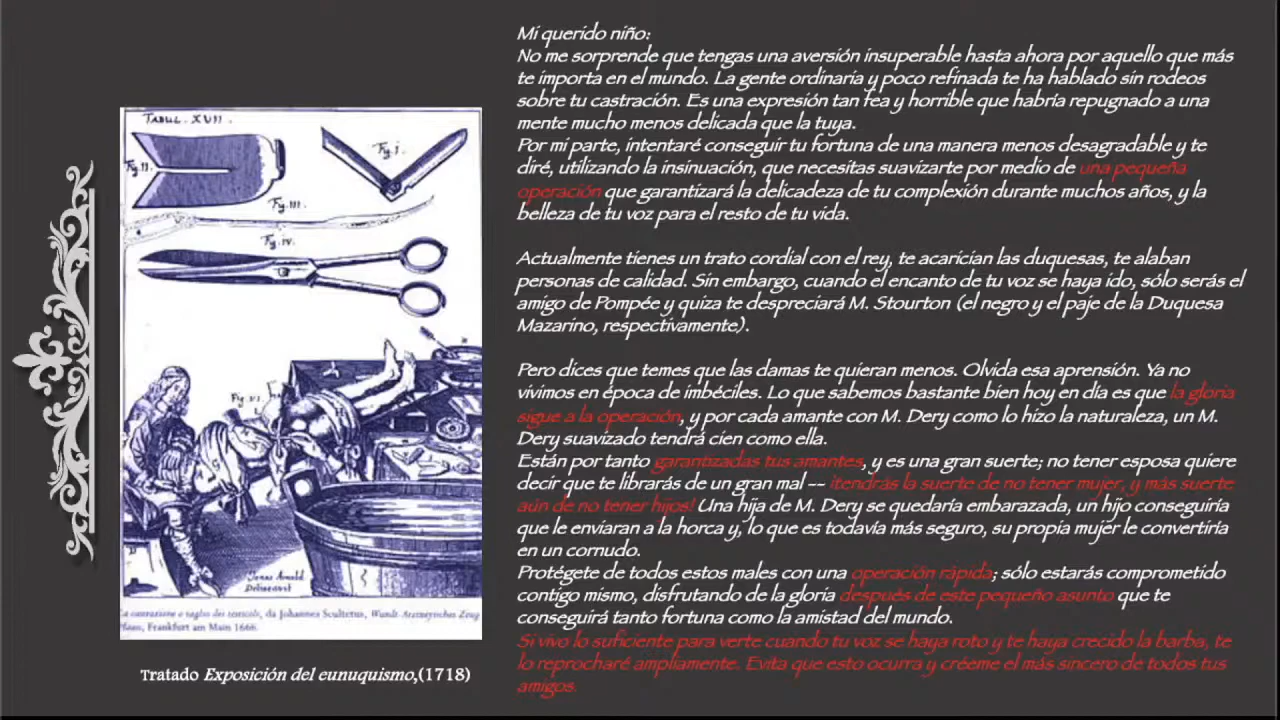 TABUL. XVII.
Fig. I.
Fig. II.
Fig. III.
Fig. IV.
Fig. VI.
H
Jonas Arnold
Delineavit
La castrazione o taglio dei testicoli, da Johannes Scultetus, Wundt-Artzneyisches Zeug
Haus, Frankfurt am Main 1666.
Tratado Exposición del eunuquismo,(1718)
Mi querido niño:
No me sorprende que tengas una aversión insuperable hasta ahora por aquello que más
te importa en el mundo. La gente ordinaria y poco refinada te ha hablado sin rodeos
sobre tu castración. Es una expresión tan fea y horrible que habría repugnado a una
mente mucho menos delicada que la tuya.
Por mi parte, intentaré conseguir tu fortuna de una manera menos desagradable y te
diré, utilizando la insinuación, que necesitas suavizarte por medio de una pequeña
operación que garantizará la delicadeza de tu complexión durante muchos años, y la
belleza de tu voz para el resto de tu vida.
Actualmente tienes un trato cordial con el rey, te acarician las duquesas, te alaban
personas de calidad. Sin embargo, cuando el encanto de tu voz se haya ido, sólo serás el
amigo de Pompée y quiza te despreciará M. Stourton (el negro y el paje de la Duquesa
Mazarino, respectivamente).
Pero dices que temes que las damas te quieran menos. Olvida esa aprensión. Ya no
vivimos en época de imbéciles. Lo que sabemos bastante bien hoy en día es que la gloria
sigue a la operación, y por cada amante con M. Dery como lo hizo la naturaleza, un M.
Dery suavizado tendrá cien como ella.
Están por tanto garantizadas tus amantes, y es una gran suerte; no tener esposa quiere
decir que te librarás de un gran mal -- ¡tendrás la suerte de no tener mujer, y más suerte
aún de no tener hijos! Una hija de M. Dery se quedaría embarazada, un hijo conseguiría
que le enviaran a la horca y, lo que es todavía más seguro, su propia mujer le convertiría
en un cornudo.
Protégete de todos estos males con una operación rápida; sólo estarás comprometido
contigo mismo, disfrutando de la gloria después de este pequeño asunto que te
conseguirá tanto fortuna como la amistad del mundo.
Si vivo lo suficiente para verte cuando tu voz se haya roto y te haya crecido la barba, te
lo reprocharé ampliamente. Evita que esto ocurra y créeme el más sincero de todos tus
amigos.